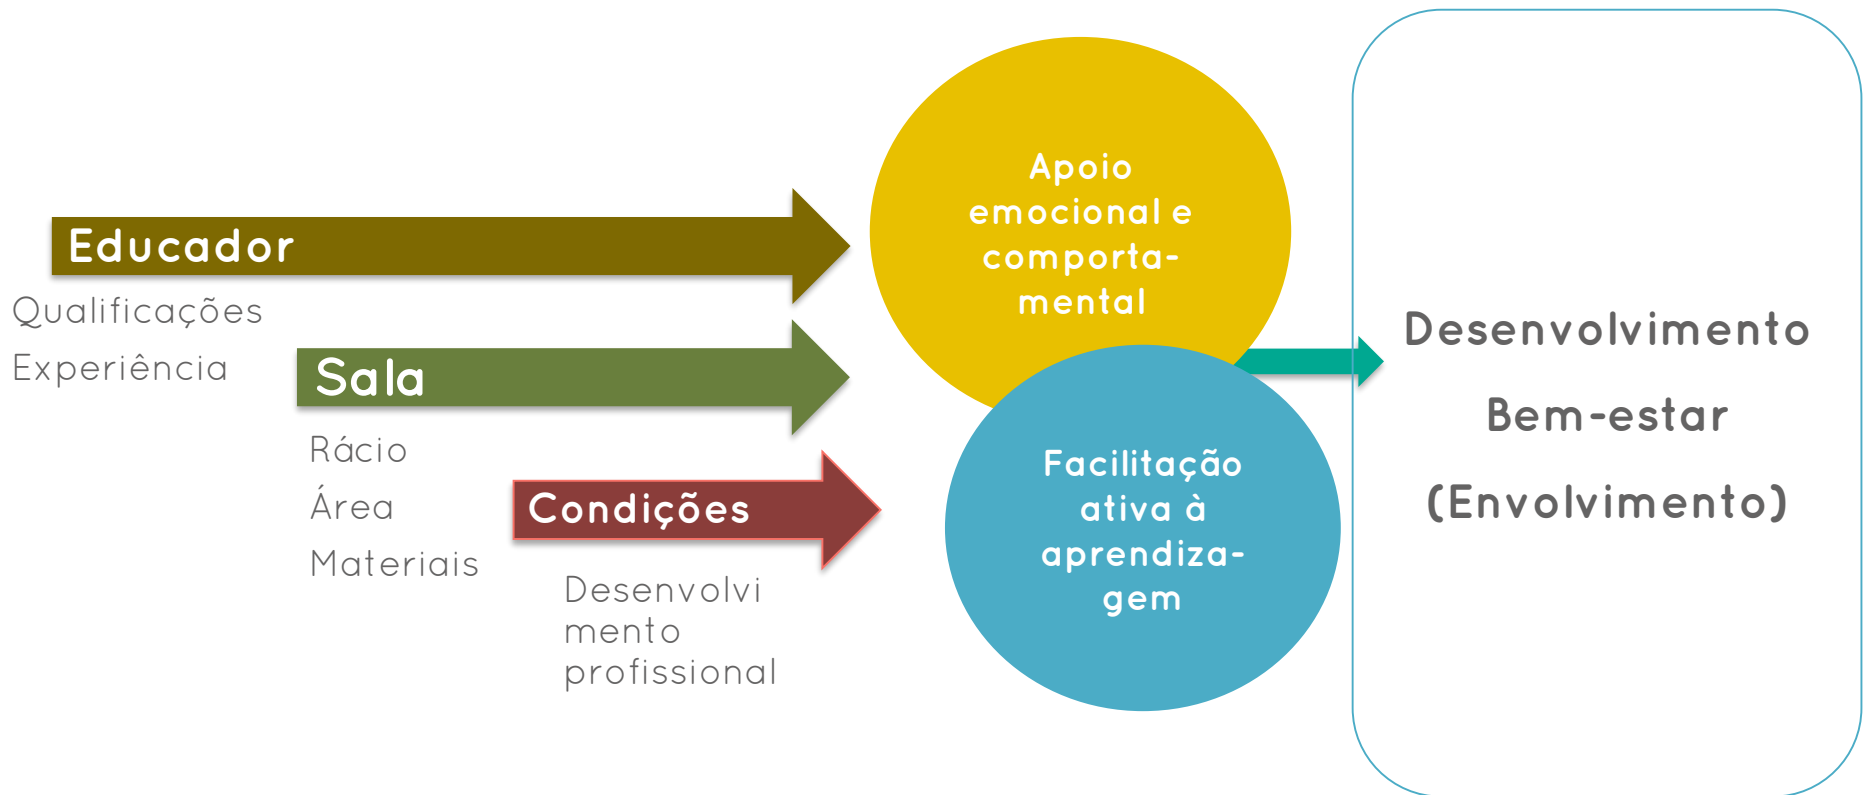 Educador
Qualificações
Experiência
Sala
Rácio
Área
Materiais
Condições
Desenvolvi
mento
profissional
Apoio
emocional e
comporta-
mental
Facilitação
ativa à
aprendiza-
gem
Desenvolvimento
Bem-estar
(Envolvimento)